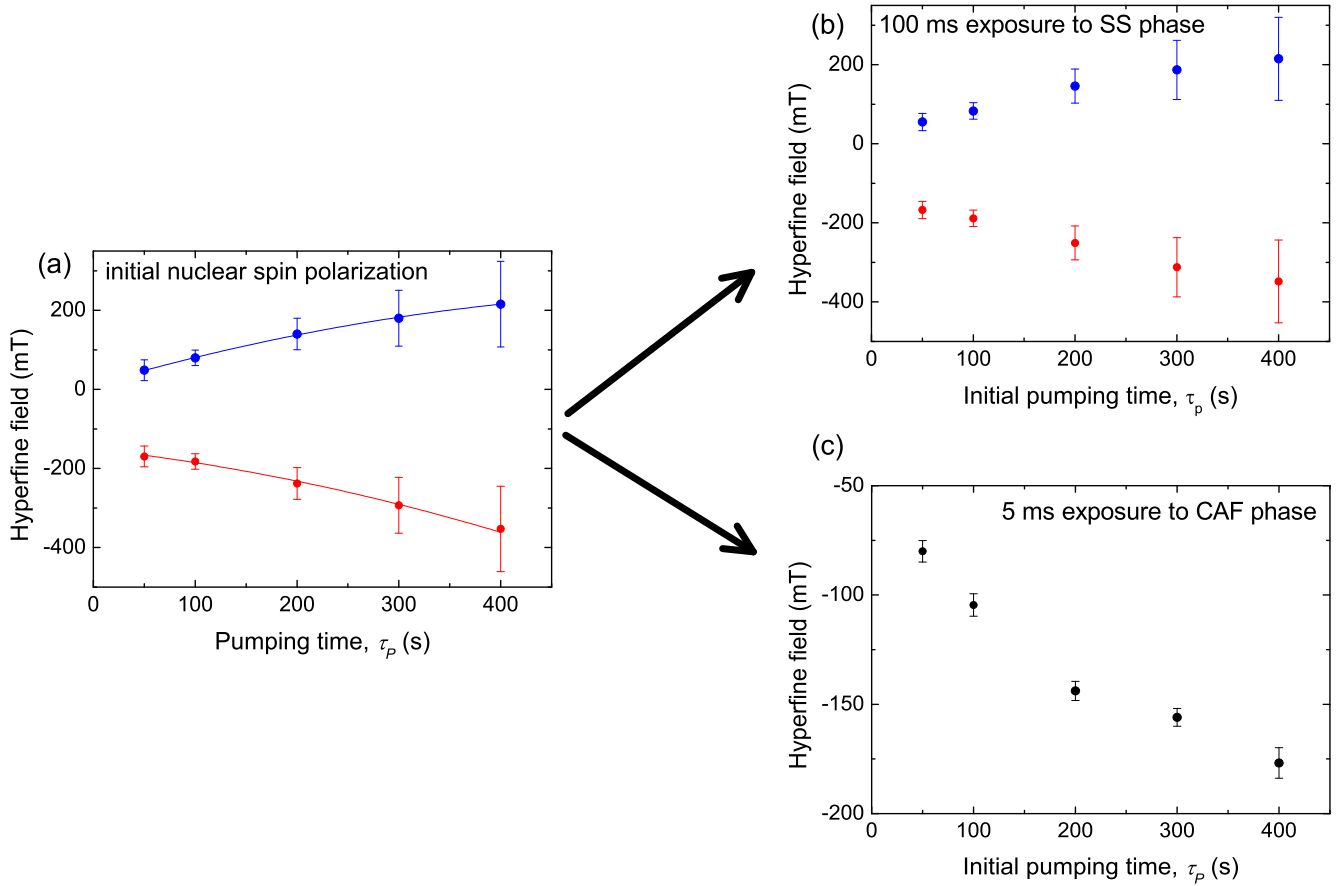 (a)
initial nuclear spin polarization
Hyperfine field (mT)
200
0
-200
-400
0 100 200 300 400
Pumping time, τP (s)
(b)
100 ms exposure to SS phase
Hyperfine field (mT)
200
0
-200
-400
0 100 200 300 400
Initial pumping time, τp (s)
(c)
5 ms exposure to CAF phase
Hyperfine field (mT)
-50
-100
-150
-200
0 100 200 300 400
Initial pumping time, τP (s)